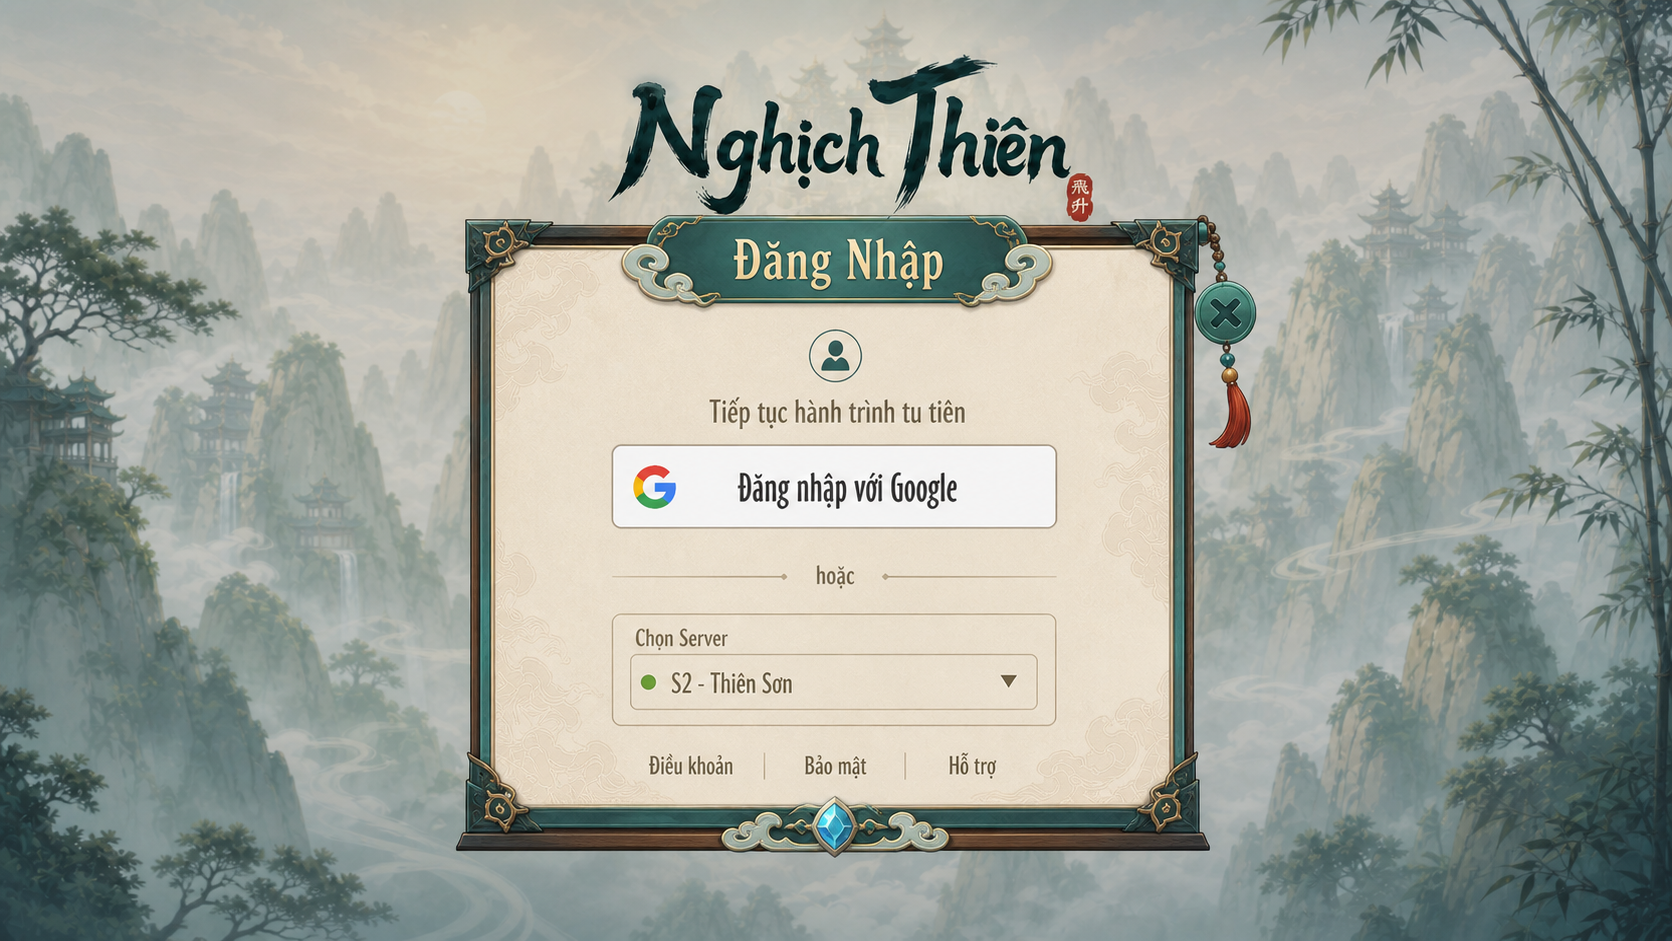 Nghịch Thiên
飛升
Đăng Nhập
Tiếp tục hành trình tu tiên
Đăng nhập với Google
hoặc
Chọn Server
S2 - Thiên Sơn
Điều khoản
Bảo mật
Hỗ trợ